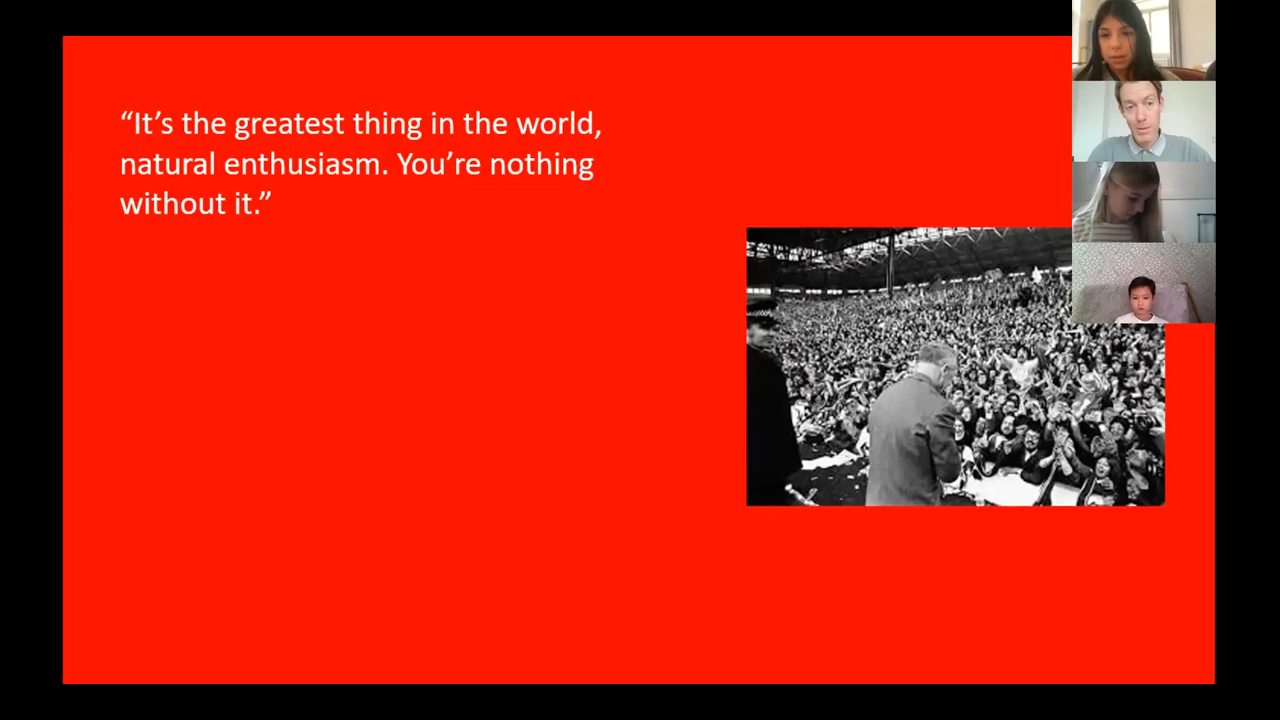 “It’s the greatest thing in the world,
natural enthusiasm. You’re nothing
without it.”